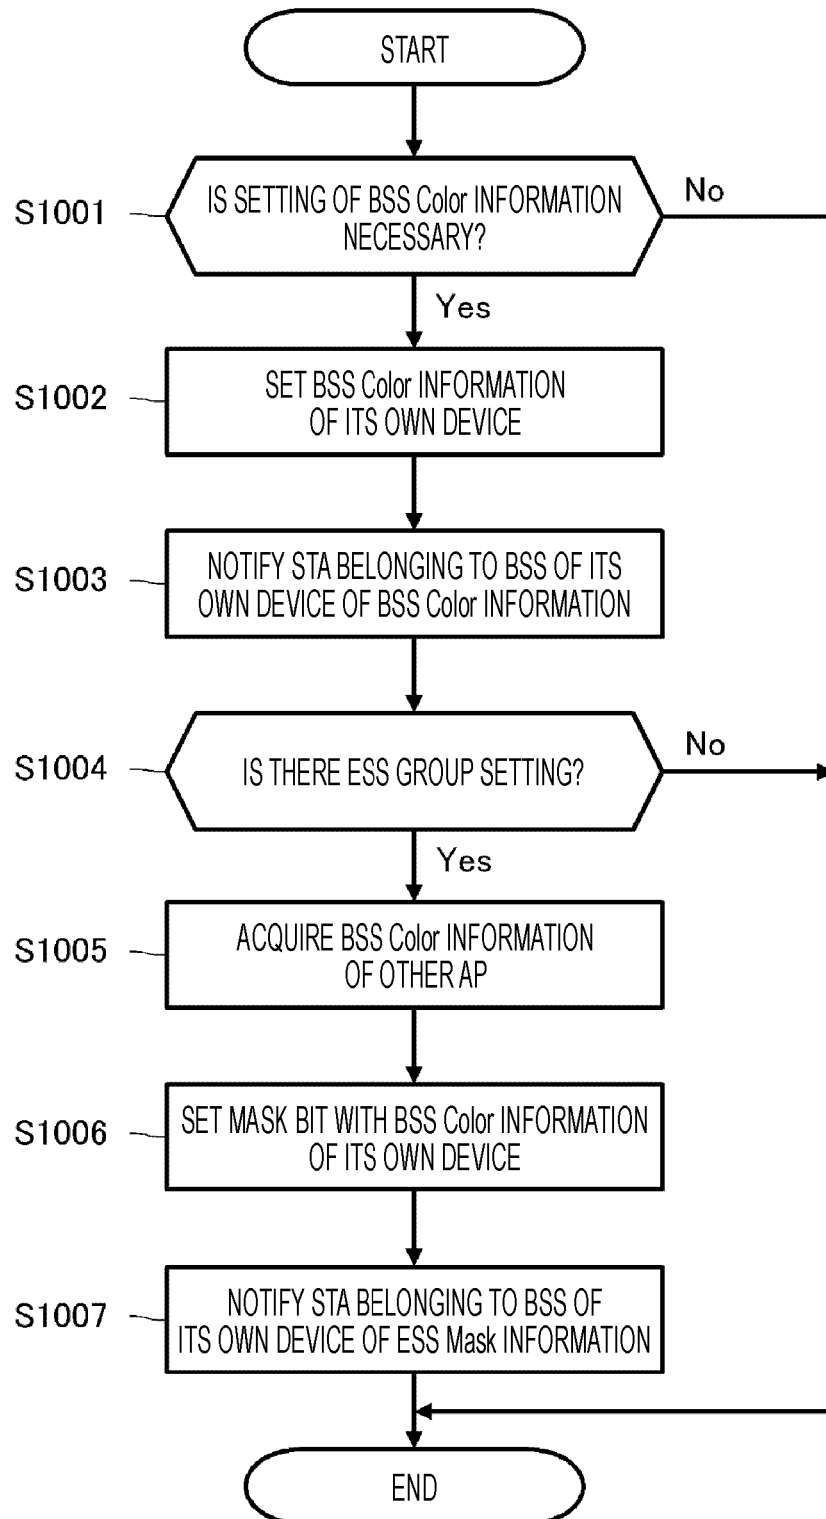 START
S1001
IS SETTING OF BSS Color INFORMATION
NECESSARY?
No
Yes
S1002
SET BSS Color INFORMATION
OF ITS OWN DEVICE
S1003
NOTIFY STA BELONGING TO BSS OF ITS
OWN DEVICE OF BSS Color INFORMATION
S1004
IS THERE ESS GROUP SETTING?
No
Yes
S1005
ACQUIRE BSS Color INFORMATION
OF OTHER AP
S1006
SET MASK BIT WITH BSS Color INFORMATION
OF ITS OWN DEVICE
S1007
NOTIFY STA BELONGING TO BSS OF
ITS OWN DEVICE OF ESS Mask INFORMATION
END